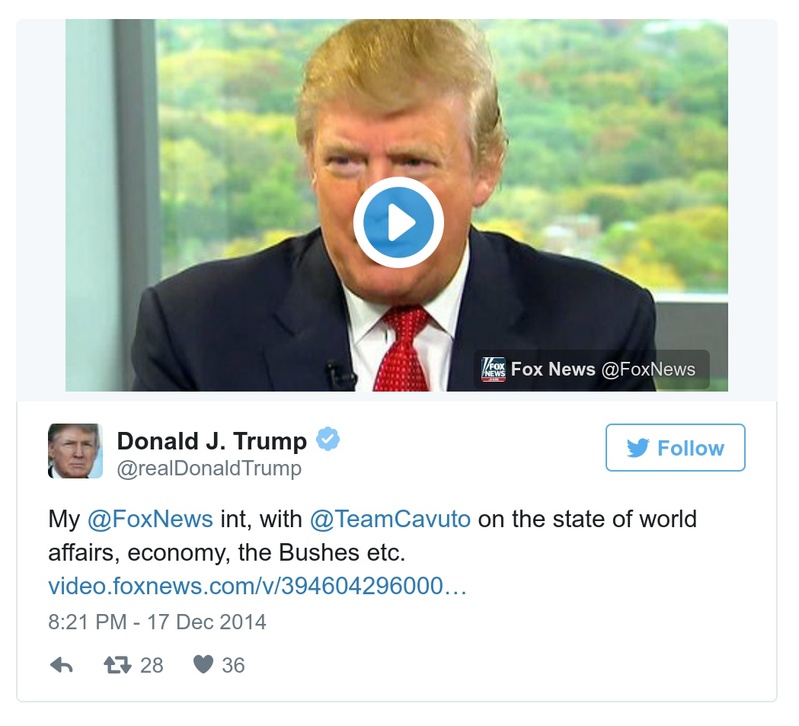 FOX
NEWS
Fox News @FoxNews
Donald J. Trump
@realDonaldTrump
Follow
My @FoxNews int, with @TeamCavuto on the state of world
affairs, economy, the Bushes etc.
video.foxnews.com/v/394604296000…
8:21 PM - 17 Dec 2014
28 36